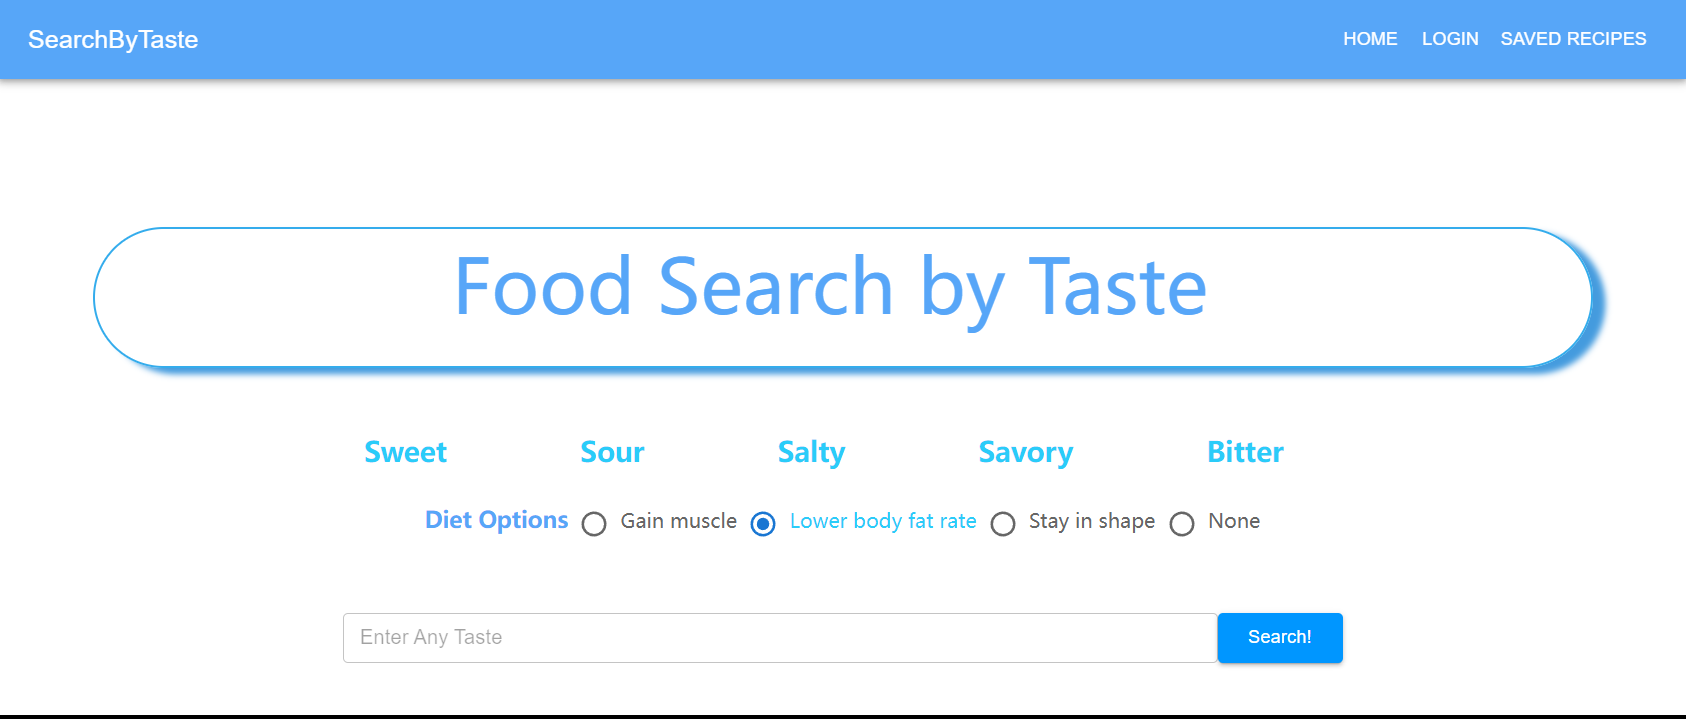 SearchByTaste HOME LOGIN SAVED RECIPES
Food Search by Taste
Sweet Sour Salty Savory Bitter
Diet Options Gain muscle Lower body fat rate Stay in shape None
Enter Any Taste Search!